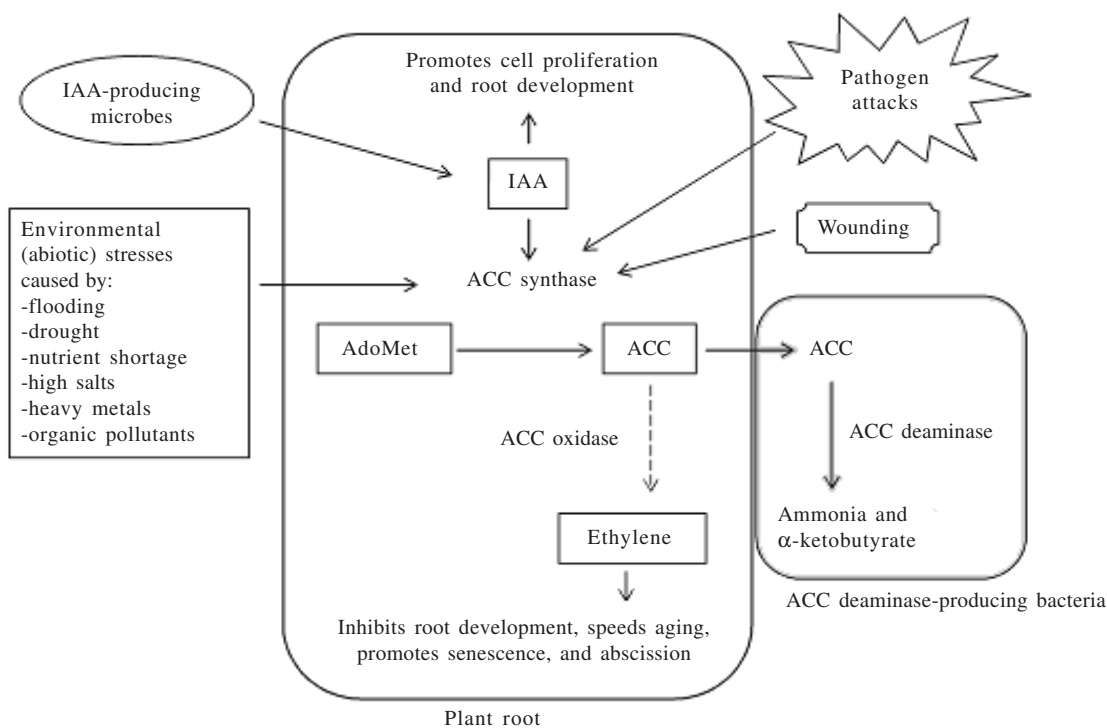 Promotes cell proliferation
and root development
IAA-producing
microbes
Pathogen
attacks
IAA
Wounding
Environmental
(abiotic) stresses
caused by:
-flooding
-drought
-nutrient shortage
-high salts
-heavy metals
-organic pollutants
ACC synthase
AdoMet
ACC
ACC
ACC oxidase
ACC deaminase
Ethylene
Ammonia and
α-ketobutyrate
ACC deaminase-producing bacteria
Inhibits root development, speeds aging,
promotes senescence, and abscission
Plant root